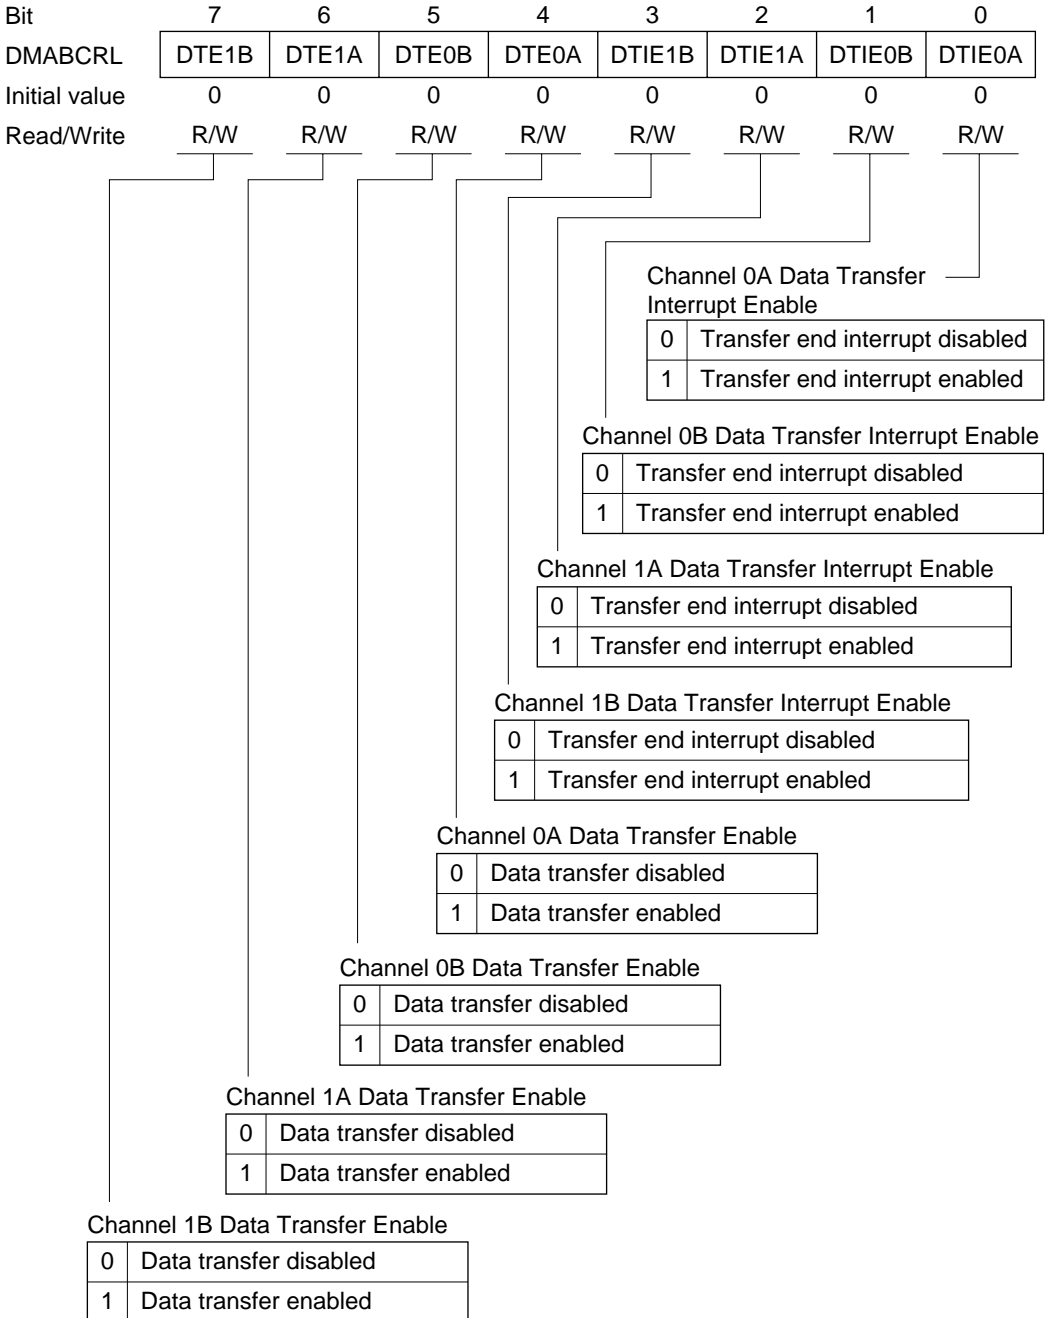 Bit 7 6 5 4 3 2 1 0
DMABCRL DTE1B DTE1A DTE0B DTE0A DTIE1B DTIE1A DTIE0B DTIE0A
Initial value 0 0 0 0 0 0 0 0
Read/Write R/W R/W R/W R/W R/W R/W R/W R/W
Channel 0A Data Transfer
Interrupt Enable
0 Transfer end interrupt disabled
1 Transfer end interrupt enabled
Channel 0B Data Transfer Interrupt Enable
0 Transfer end interrupt disabled
1 Transfer end interrupt enabled
Channel 1A Data Transfer Interrupt Enable
0 Transfer end interrupt disabled
1 Transfer end interrupt enabled
Channel 1B Data Transfer Interrupt Enable
0 Transfer end interrupt disabled
1 Transfer end interrupt enabled
Channel 0A Data Transfer Enable
0 Data transfer disabled
1 Data transfer enabled
Channel 0B Data Transfer Enable
0 Data transfer disabled
1 Data transfer enabled
Channel 1A Data Transfer Enable
0 Data transfer disabled
1 Data transfer enabled
Channel 1B Data Transfer Enable
0 Data transfer disabled
1 Data transfer enabled